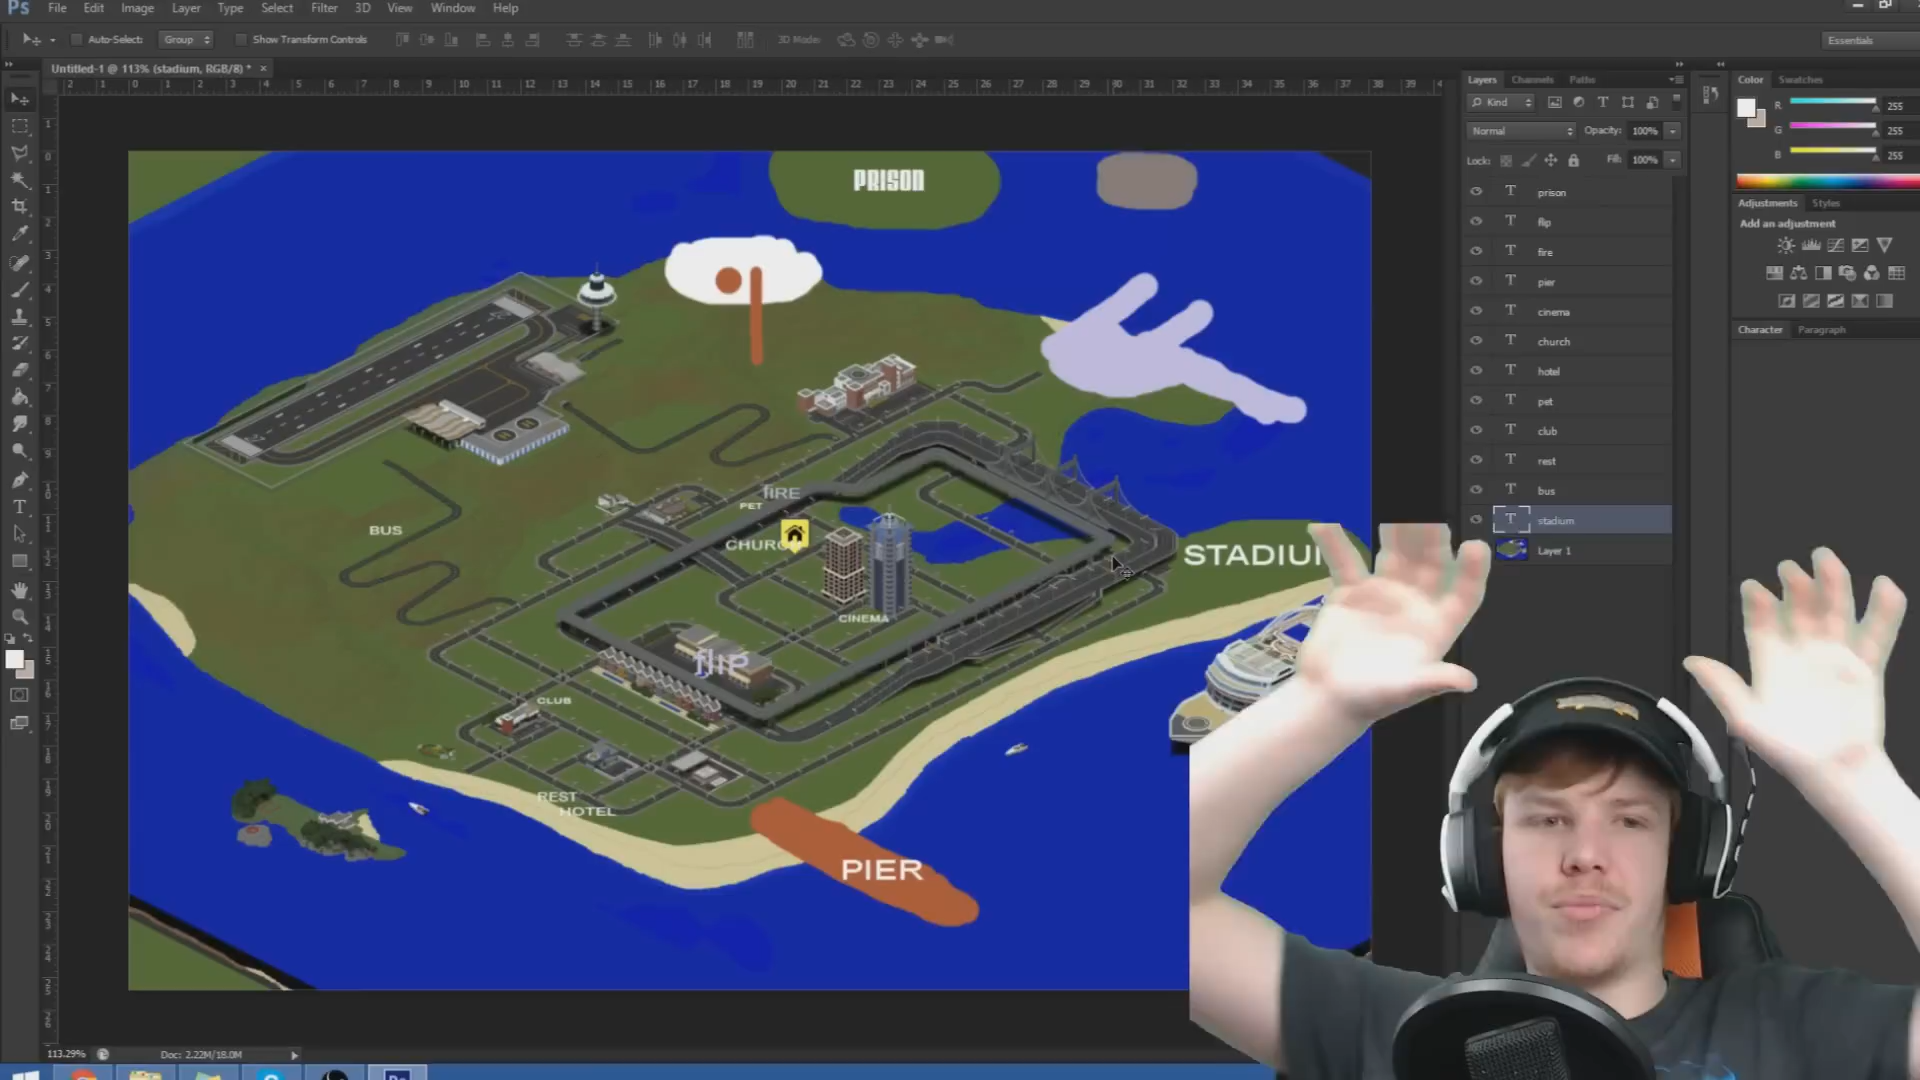 Ps File Edit Image Layer Type Select Filter 3D View Window Help
Auto-Select: Group Show Transform Controls 3D Mode: Essentials
Untitled-1 @ 113% (stadium, RGB/8) * ×
Layers Channels Paths
Color Swatches
Kind
R 255
Normal Opacity: 100%
G 255
Lock: Fill: 100%
B 255
Adjustments Styles
Add an adjustment
Character Paragraph
prison
flip
fire
pier
cinema
church
hotel
pet
club
rest
bus
stadium
Layer 1
PRISON
fIRE
PET
BUS
CINEMA
flIP
CLUB
REST
HOTEL
PIER
113.29% Doc: 2.22M/18.0M